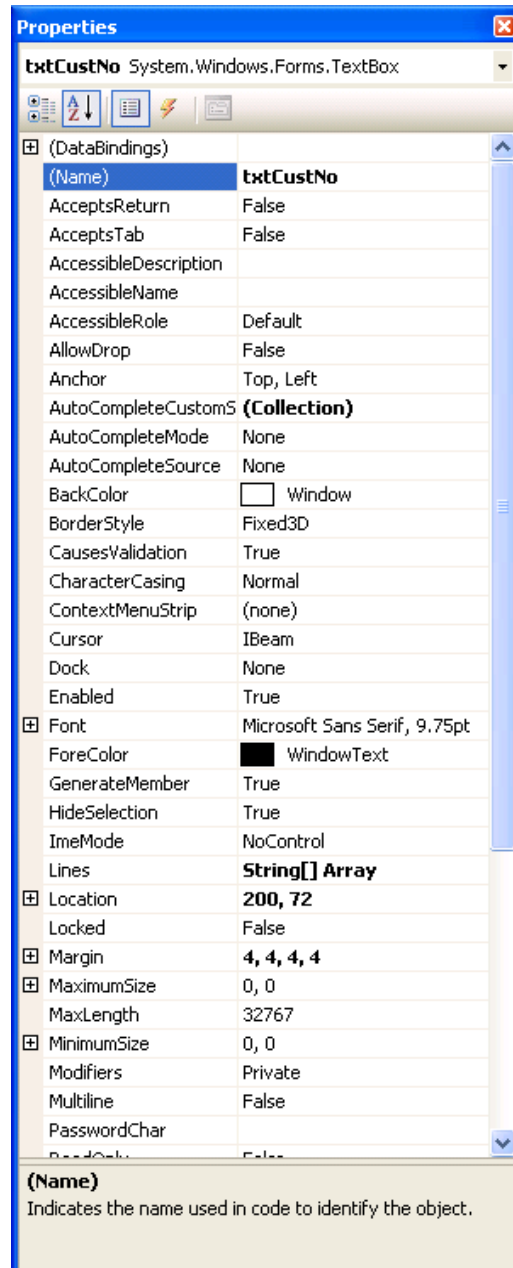 Properties
txtCustNo System.Windows.Forms.TextBox
(DataBindings)
(Name) txtCustNo
AcceptsReturn False
AcceptsTab False
AccessibleDescription
AccessibleName
AccessibleRole Default
AllowDrop False
Anchor Top, Left
AutoCompleteCustomS (Collection)
AutoCompleteMode None
AutoCompleteSource None
BackColor Window
BorderStyle Fixed3D
CausesValidation True
CharacterCasing Normal
ContextMenuStrip (none)
Cursor IBeam
Dock None
Enabled True
Font Microsoft Sans Serif, 9.75pt
ForeColor WindowText
GenerateMember True
HideSelection True
ImeMode NoControl
Lines String[] Array
Location 200, 72
Locked False
Margin 4, 4, 4, 4
MaximumSize 0, 0
MaxLength 32767
MinimumSize 0, 0
Modifiers Private
Multiline False
PasswordChar
ReadOnly False
(Name)
Indicates the name used in code to identify the object.